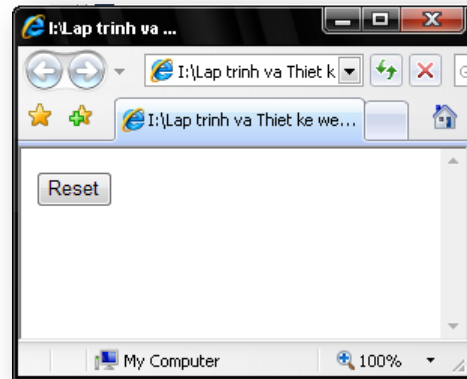 I:\Lap trinh va ...
I:\Lap trinh va Thiet k
I:\Lap trinh va Thiet ke we...
Reset
My Computer
100%